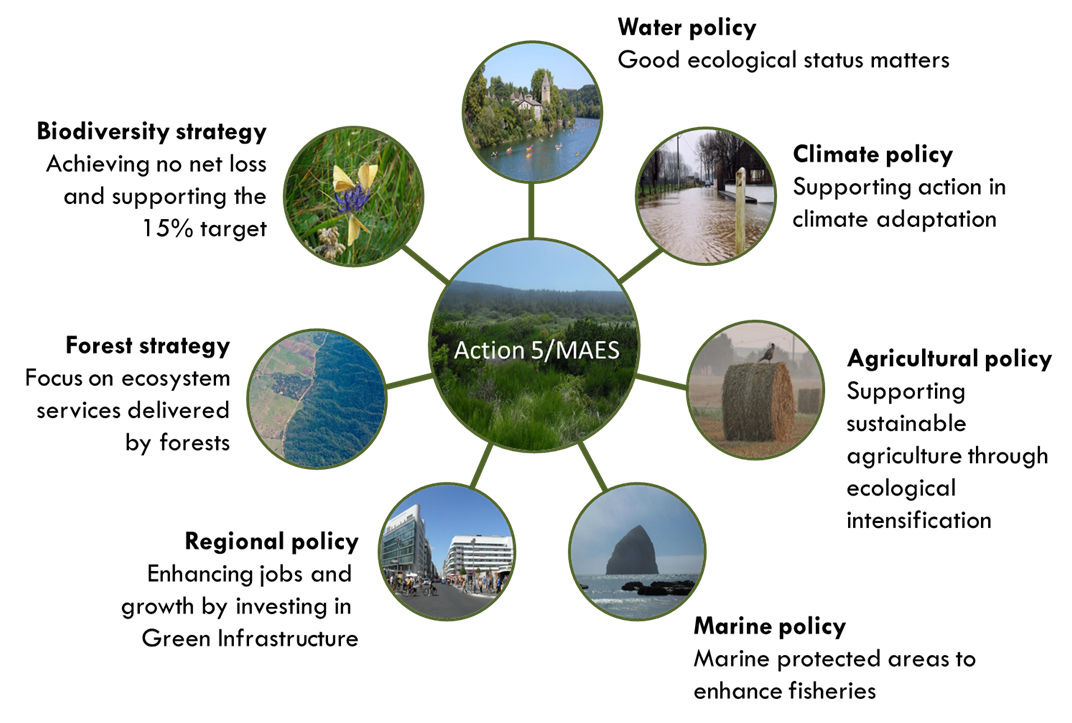 Water policy
Good ecological status matters
Biodiversity strategy
Achieving no net loss
and supporting the
15% target
Climate policy
Supporting action in
climate adaptation
Action 5/MAES
Forest strategy
Focus on ecosystem
services delivered
by forests
Agricultural policy
Supporting
sustainable
agriculture through
ecological
intensification
Regional policy
Enhancing jobs and
growth by investing in
Green Infrastructure
Marine policy
Marine protected areas to
enhance fisheries